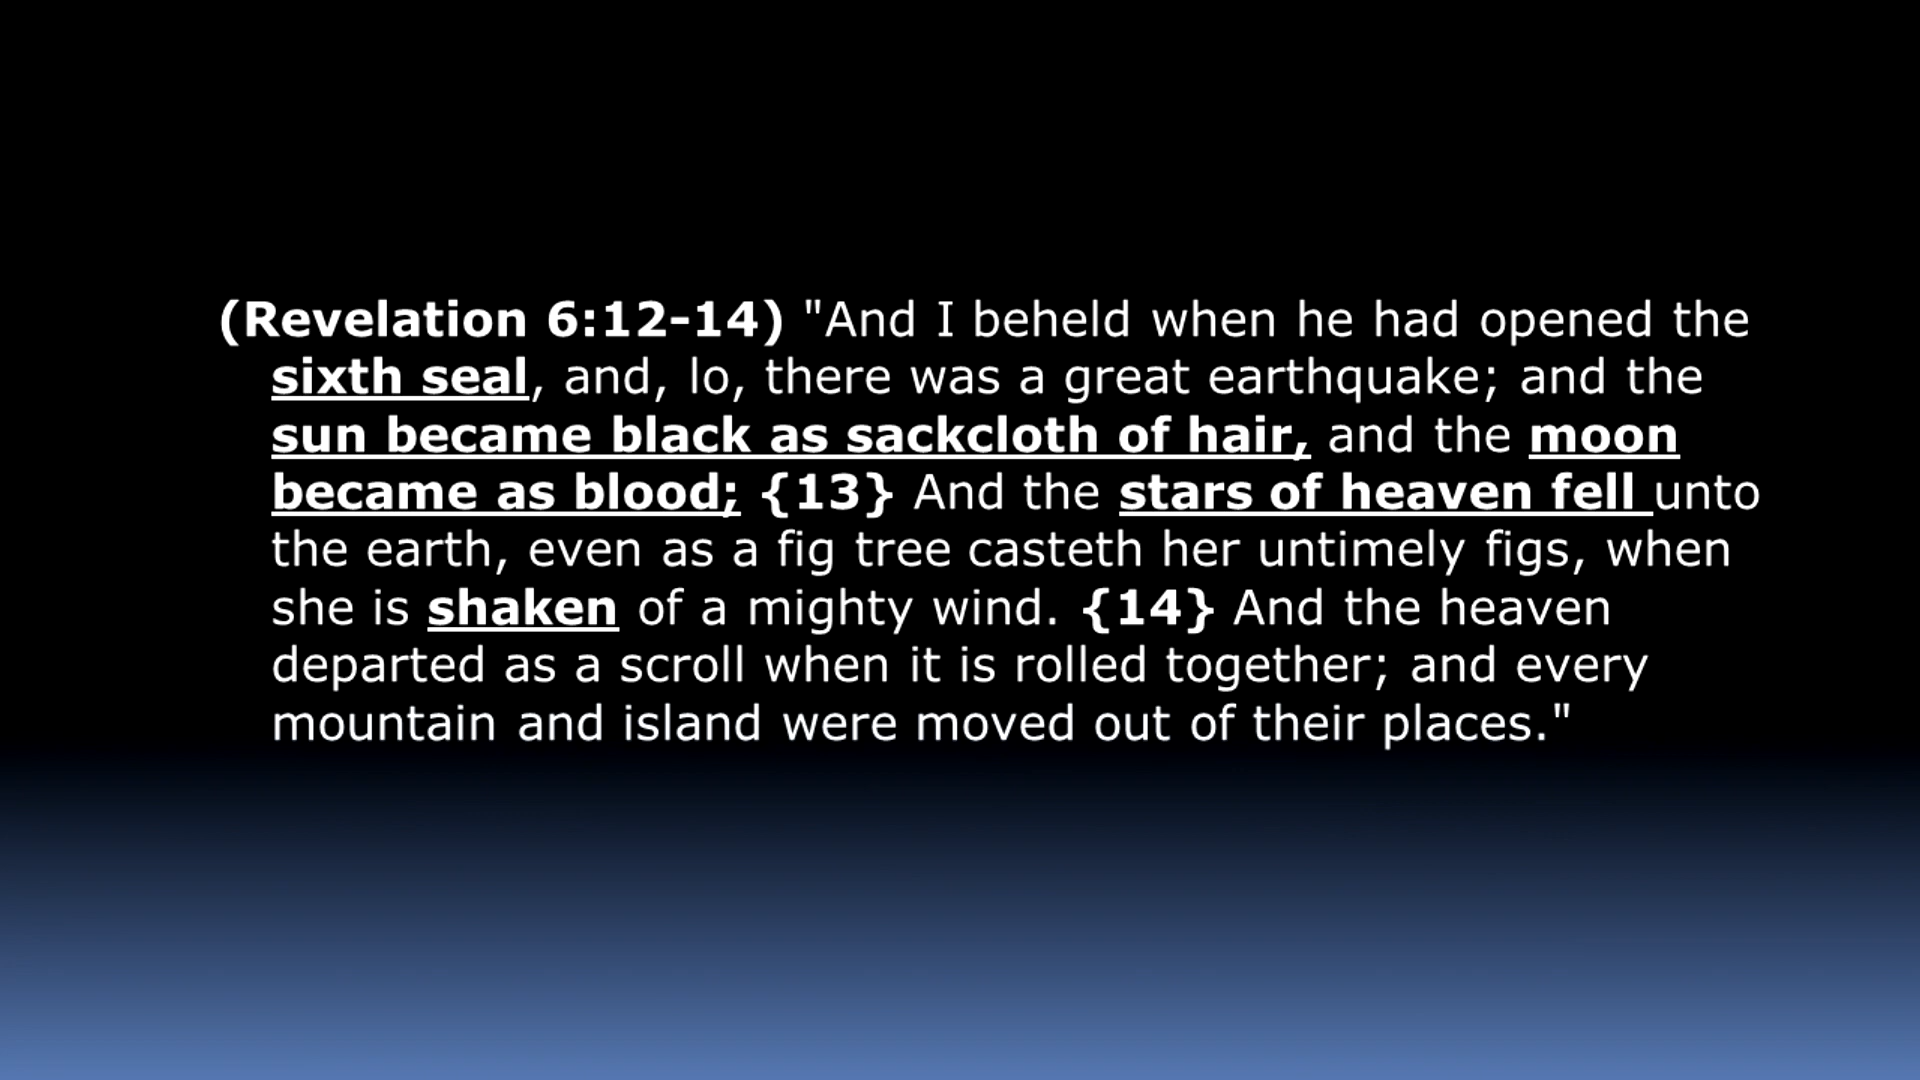 (Revelation 6:12-14) "And I beheld when he had opened the
sixth seal, and, lo, there was a great earthquake; and the
sun became black as sackcloth of hair, and the moon
became as blood; {13} And the stars of heaven fell unto
the earth, even as a fig tree casteth her untimely figs, when
she is shaken of a mighty wind. {14} And the heaven
departed as a scroll when it is rolled together; and every
mountain and island were moved out of their places."